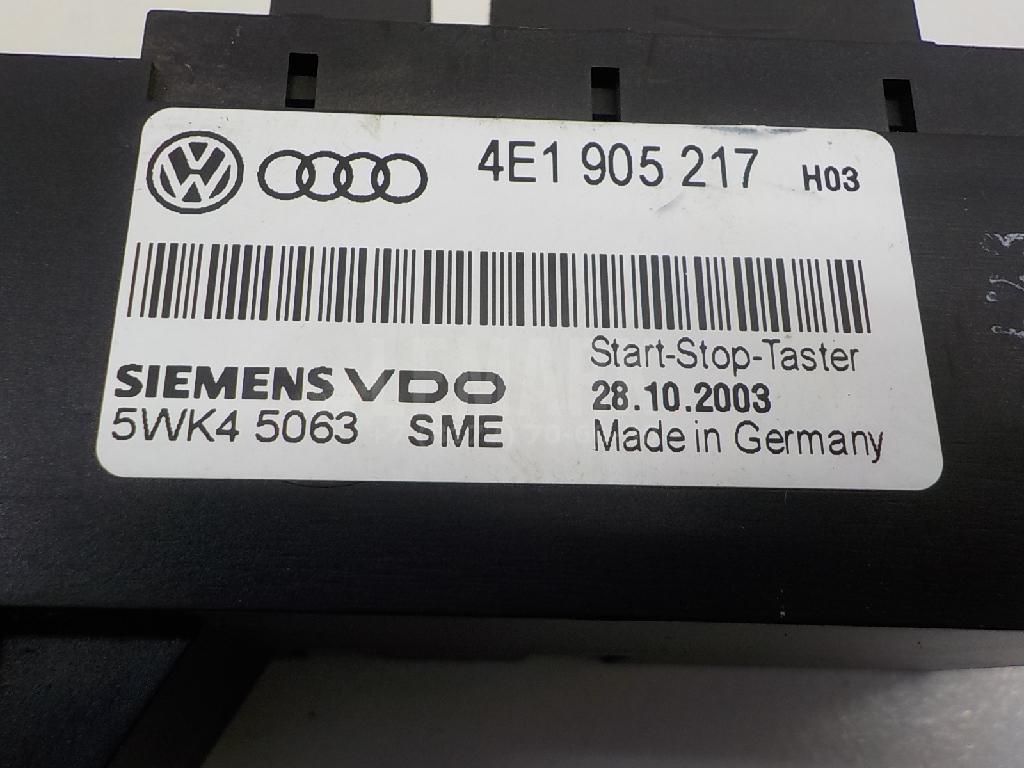 4E1 905 217 H03
SIEMENS VDO
5WK4 5063 SME
Start-Stop-Taster
28.10.2003
Made in Germany